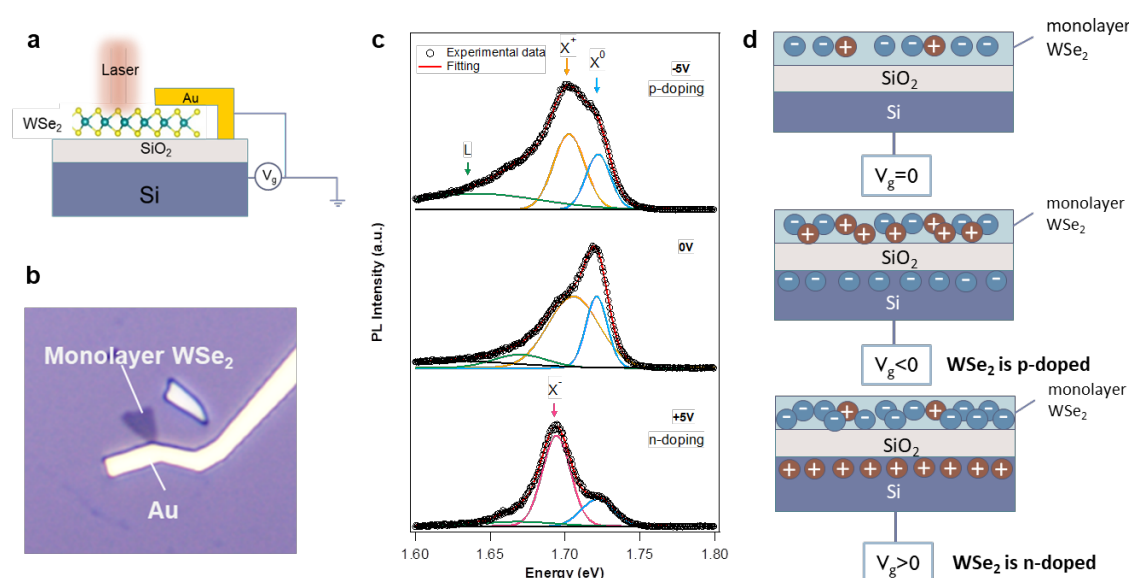 a
Laser
Au
WSe2
SiO2
Vg
Si
b
Monolayer WSe2
Au
c
Experimental data
Fitting
X+
X0
-5V
p-doping
L
0V
X-
+5V
n-doping
PL Intensity (a.u.)
1.60
1.65
1.70
1.75
1.80
Energy (eV)
d
monolayer
WSe2
SiO2
Si
Vg=0
monolayer
WSe2
SiO2
Si
Vg<0
WSe2 is p-doped
monolayer
WSe2
SiO2
Si
Vg>0
WSe2 is n-doped